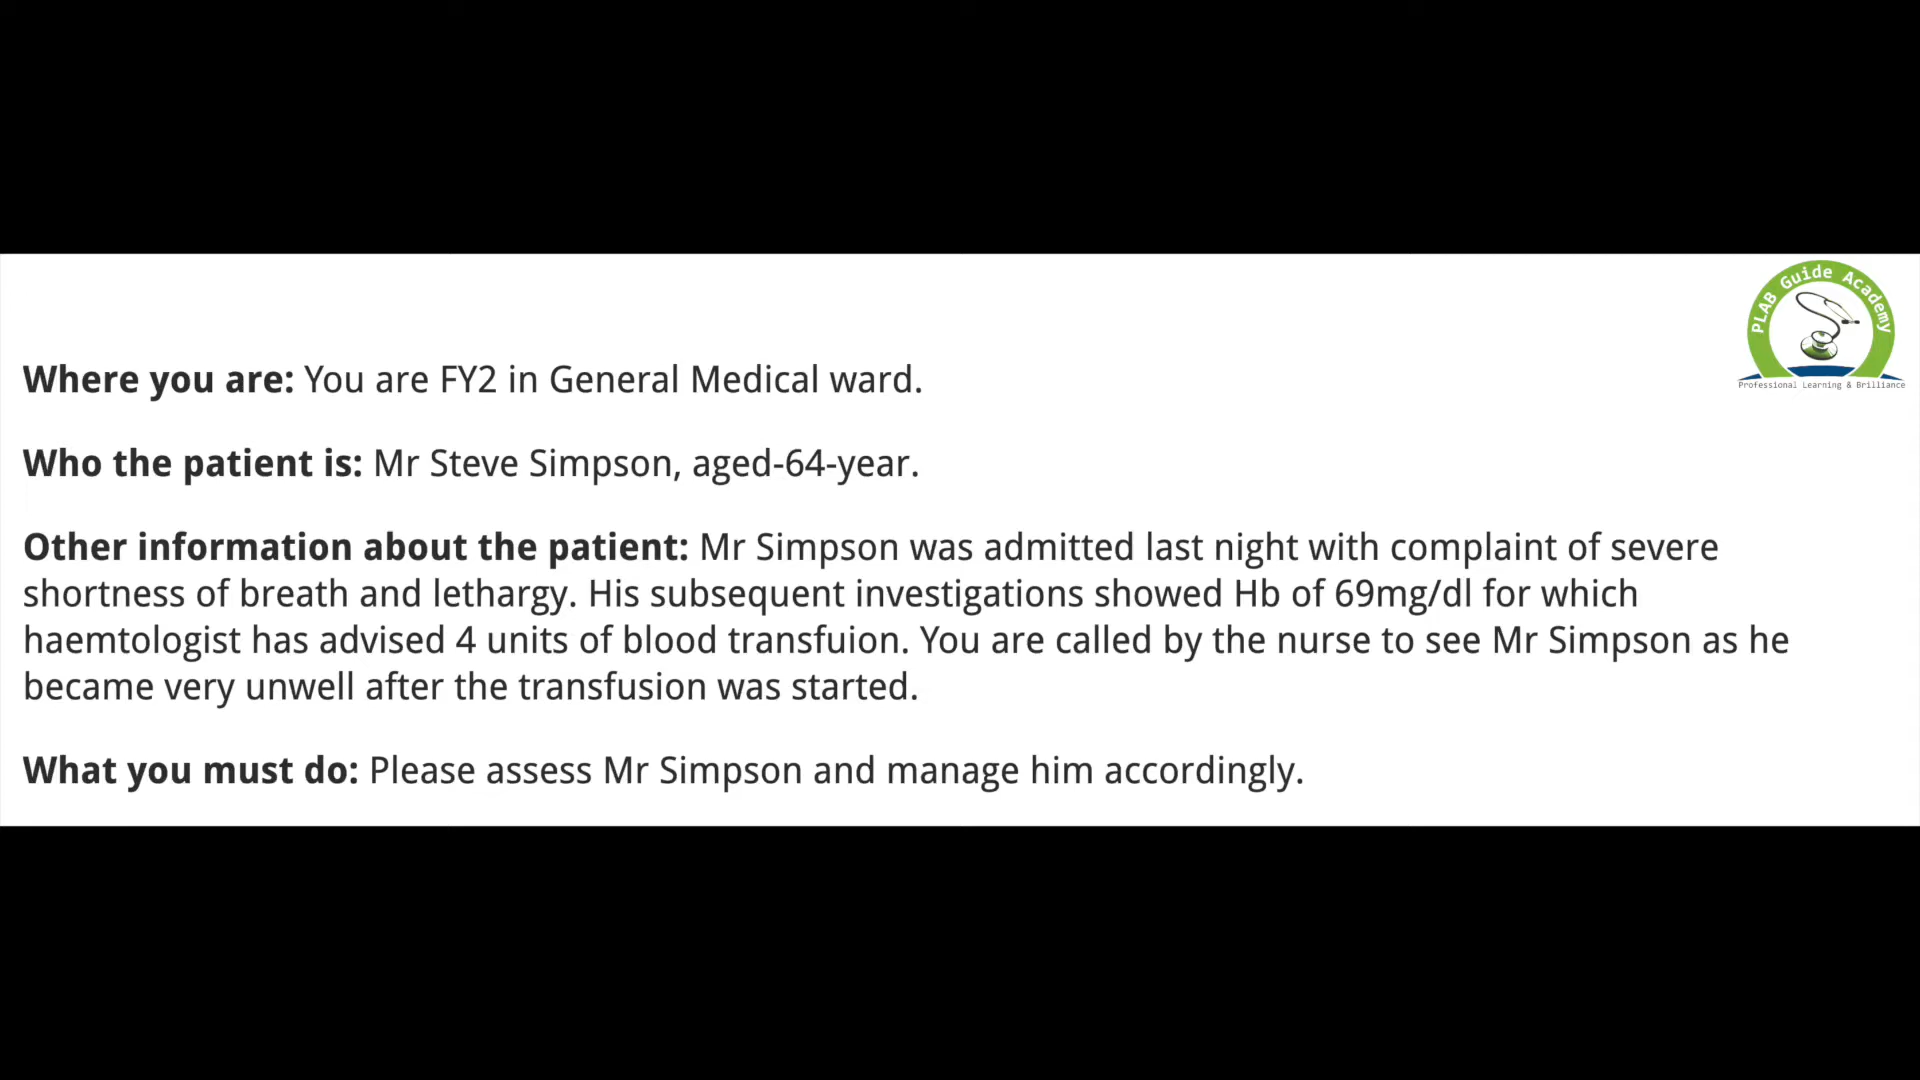 PLAB Guide Academy
Professional Learning & Brilliance
Where you are: You are FY2 in General Medical ward.
Who the patient is: Mr Steve Simpson, aged-64-year.
Other information about the patient: Mr Simpson was admitted last night with complaint of severe
shortness of breath and lethargy. His subsequent investigations showed Hb of 69mg/dl for which
haemtologist has advised 4 units of blood transfuion. You are called by the nurse to see Mr Simpson as he
became very unwell after the transfusion was started.
What you must do: Please assess Mr Simpson and manage him accordingly.